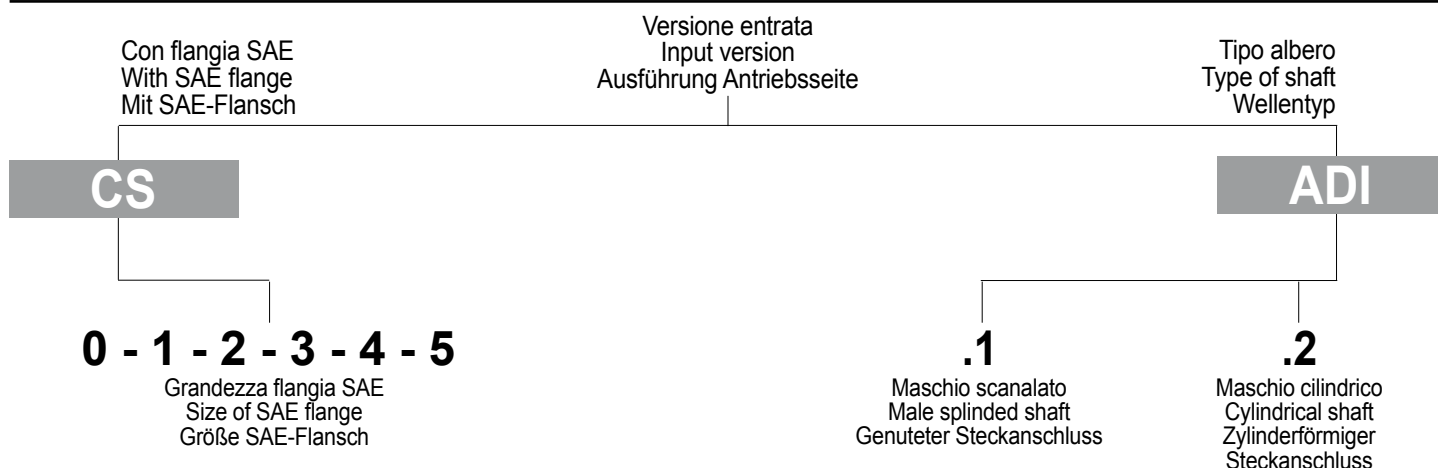 Con flangia SAE
With SAE flange
Mit SAE-Flansch
Versione entrata
Input version
Ausführung Antriebsseite
Tipo albero
Type of shaft
Wellentyp
CS
ADI
0 - 1 - 2 - 3 - 4 - 5
Grandezza flangia SAE
Size of SAE flange
Größe SAE-Flansch
.1
Maschio scanalato
Male splinded shaft
Genuteter Steckanschluss
.2
Maschio cilindrico
Cylindrical shaft
Zylinderförmiger
Steckanschluss